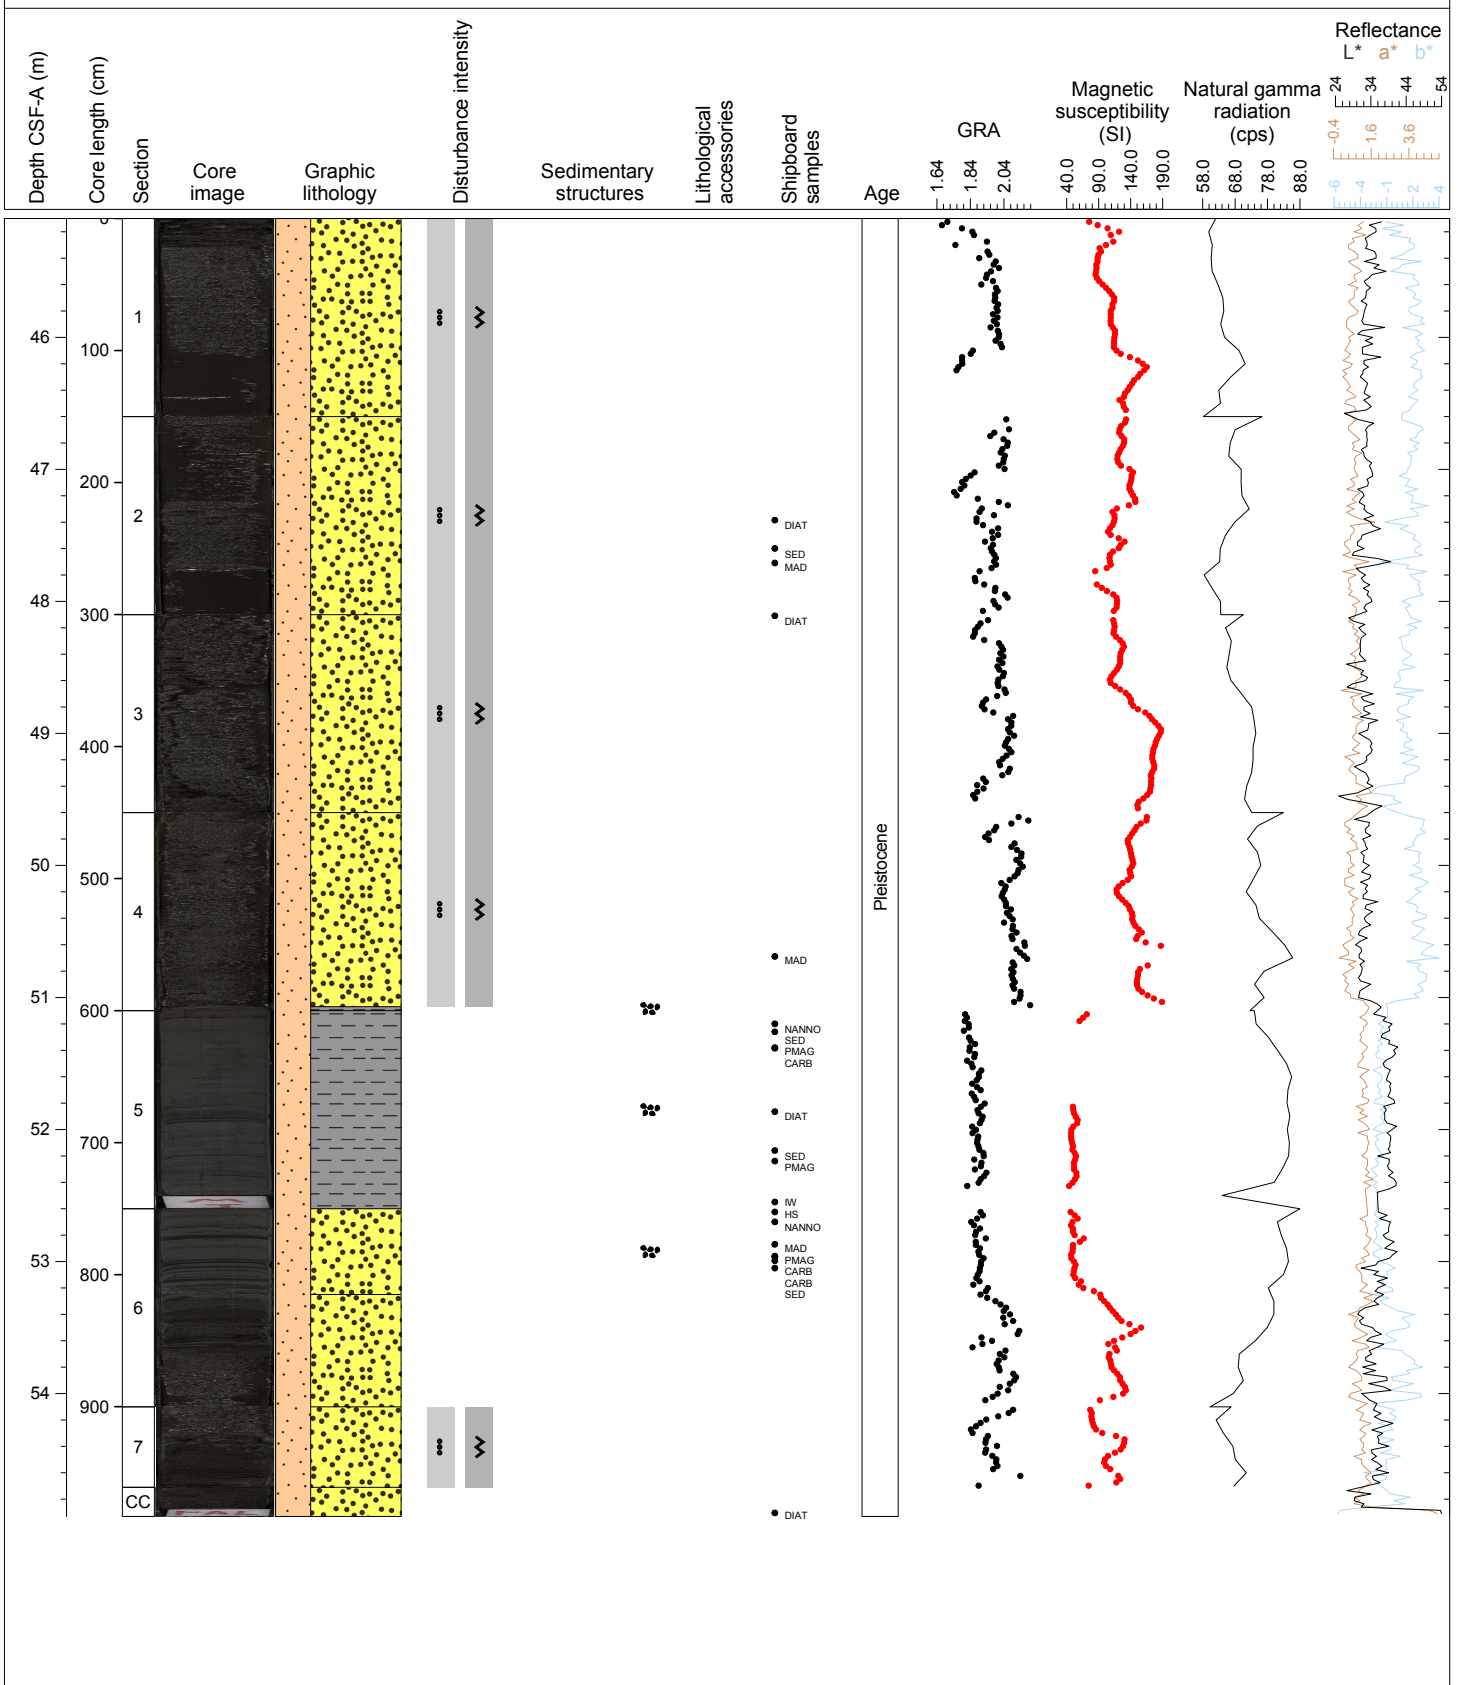 Depth CSF-A (m)
Core length (cm)
Section
Core
image
Graphic
lithology
Disturbance intensity
Sedimentary
structures
Lithological
accessories
Shipboard
samples
Age
GRA
1.64
1.84
2.04
Magnetic
susceptibility
(SI)
40.0
90.0
140.0
190.0
Natural gamma
radiation
(cps)
58.0
68.0
78.0
88.0
Reflectance
L* a* b*
24
34
44
54
-0.4
1.6
3.6
-6
-4
-1
2
4
0
1
46
100
47
200
2
DIAT
SED
MAD
48
300
DIAT
3
49
400
Pleistocene
50
500
4
MAD
51
600
NANNO
SED
PMAG
CARB
5
DIAT
52
700
SED
PMAG
IW
HS
NANNO
MAD
53
PMAG
800
CARB
CARB
SED
6
54
900
7
CC
DIAT